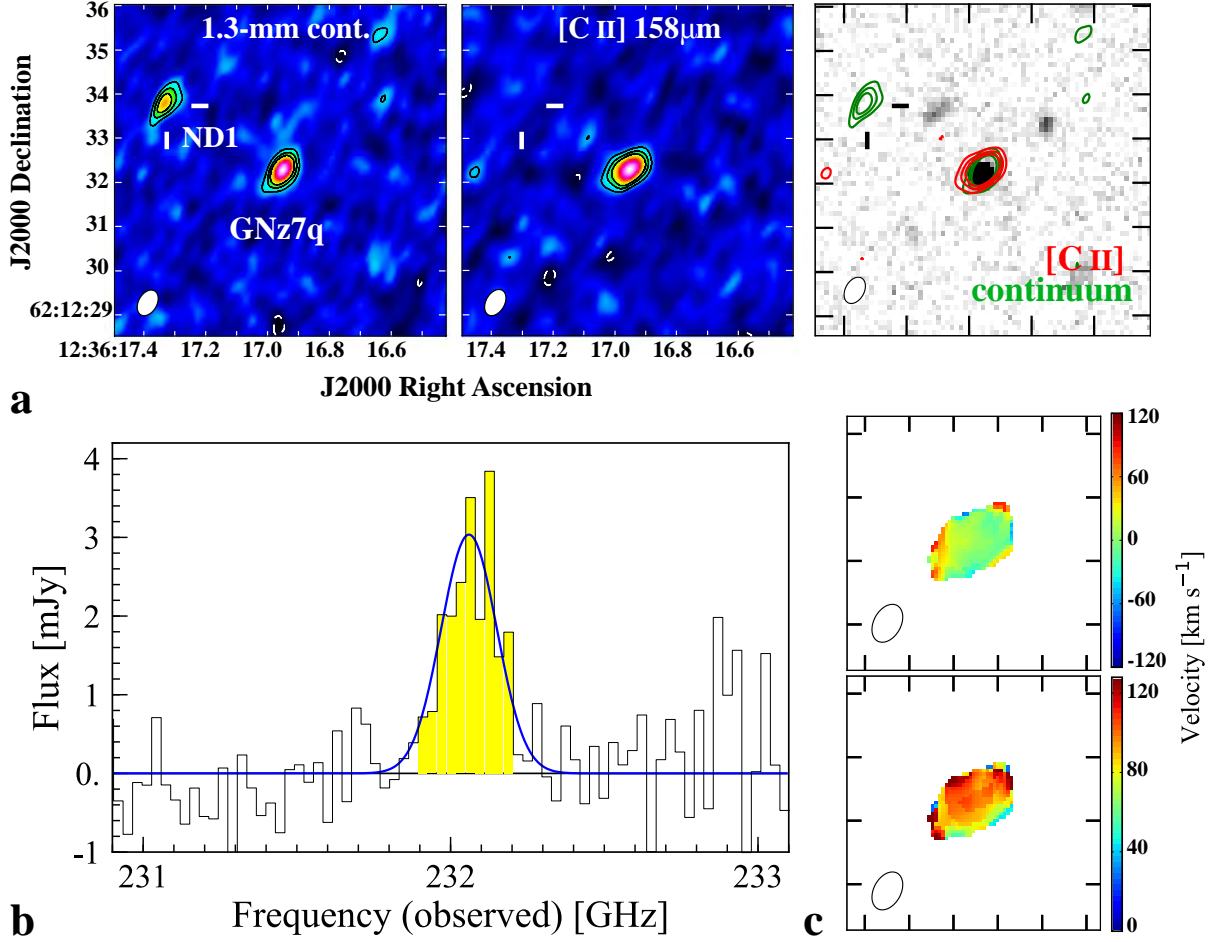 36
35
34
33
32
31
30
62:12:29
J2000 Declination
1.3-mm cont.
ND1
GNz7q
[C II] 158μm
[C II]
continuum
12:36:17.4 17.2 17.0 16.8 16.6
17.4 17.2 17.0 16.8 16.6
J2000 Right Ascension
a
4
3
2
1
0.
-1
Flux [mJy]
231 232 233
Frequency (observed) [GHz]
b
120
60
0
-60
-120
120
80
40
0
Velocity [km s⁻¹]
c